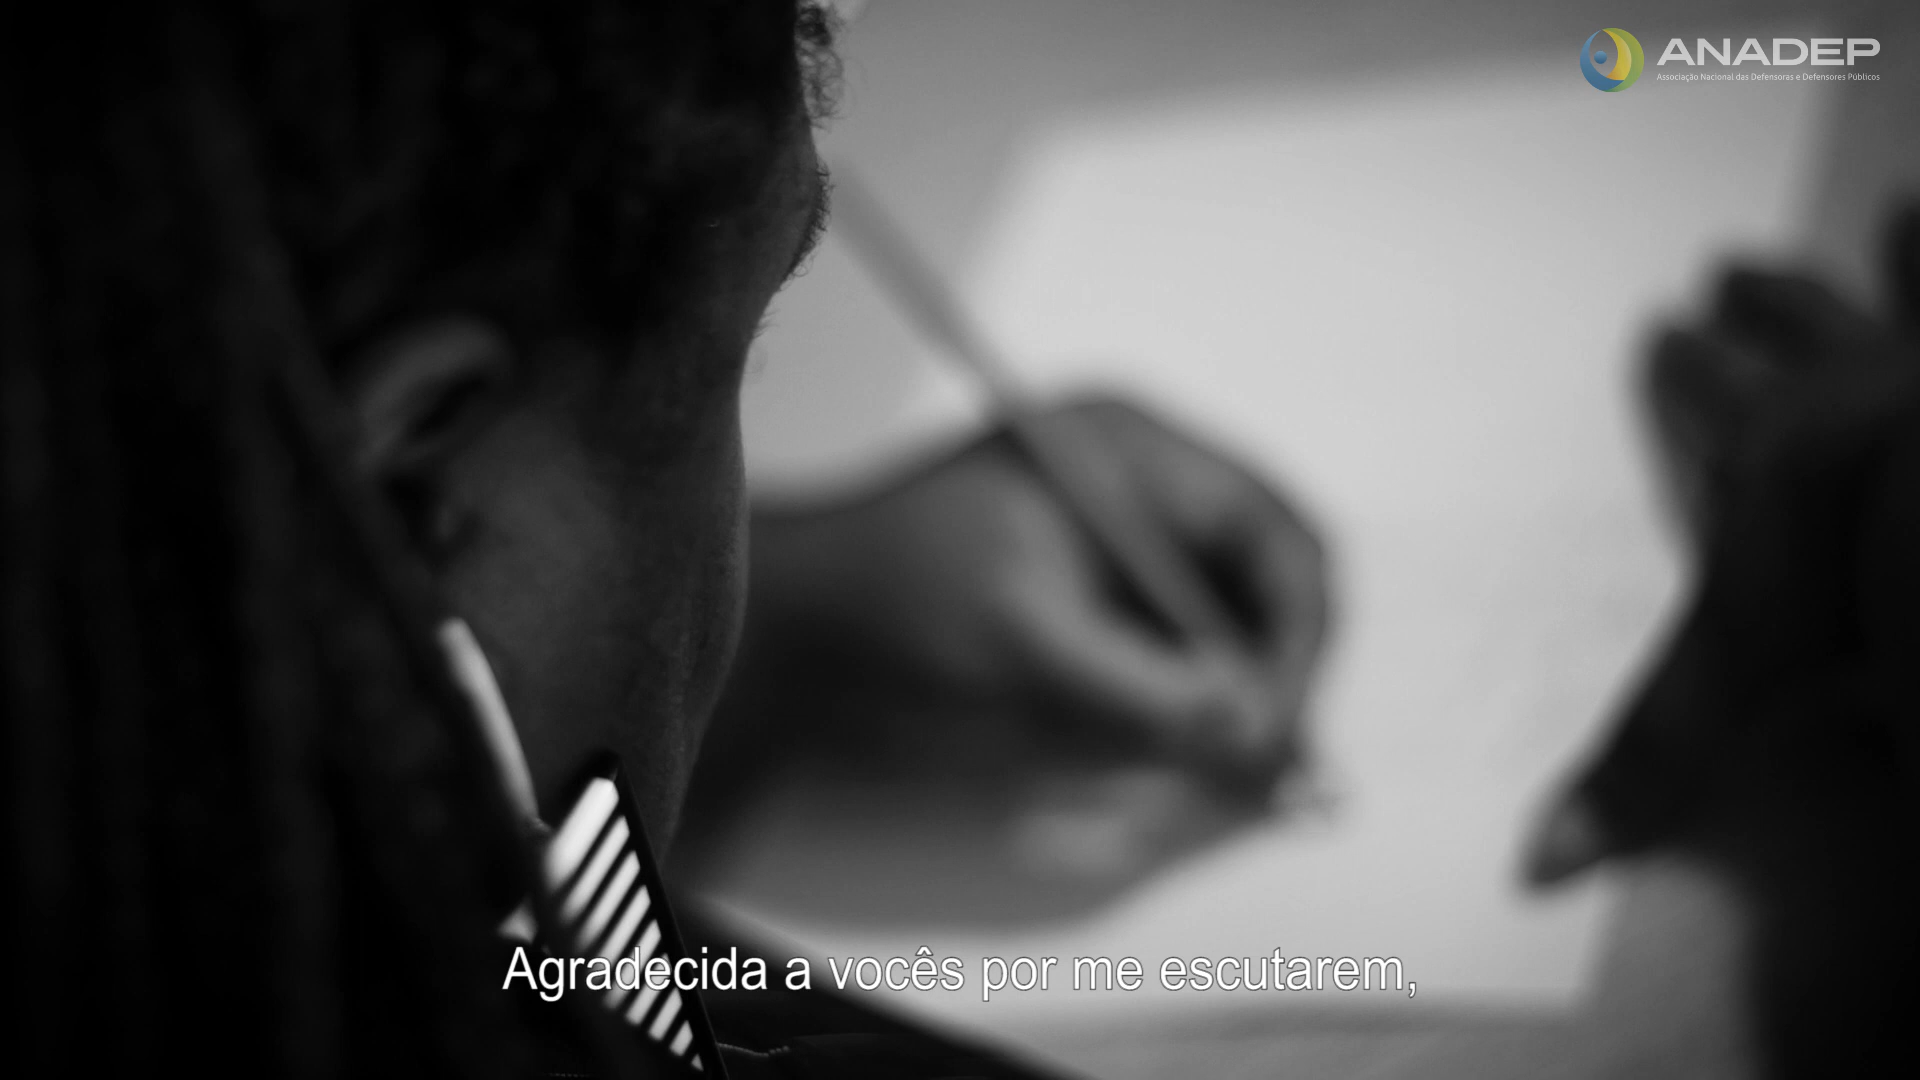 ANADEP
Associação Nacional das Defensoras e Defensores Públicos
Agradecida a vocês por me escutarem,